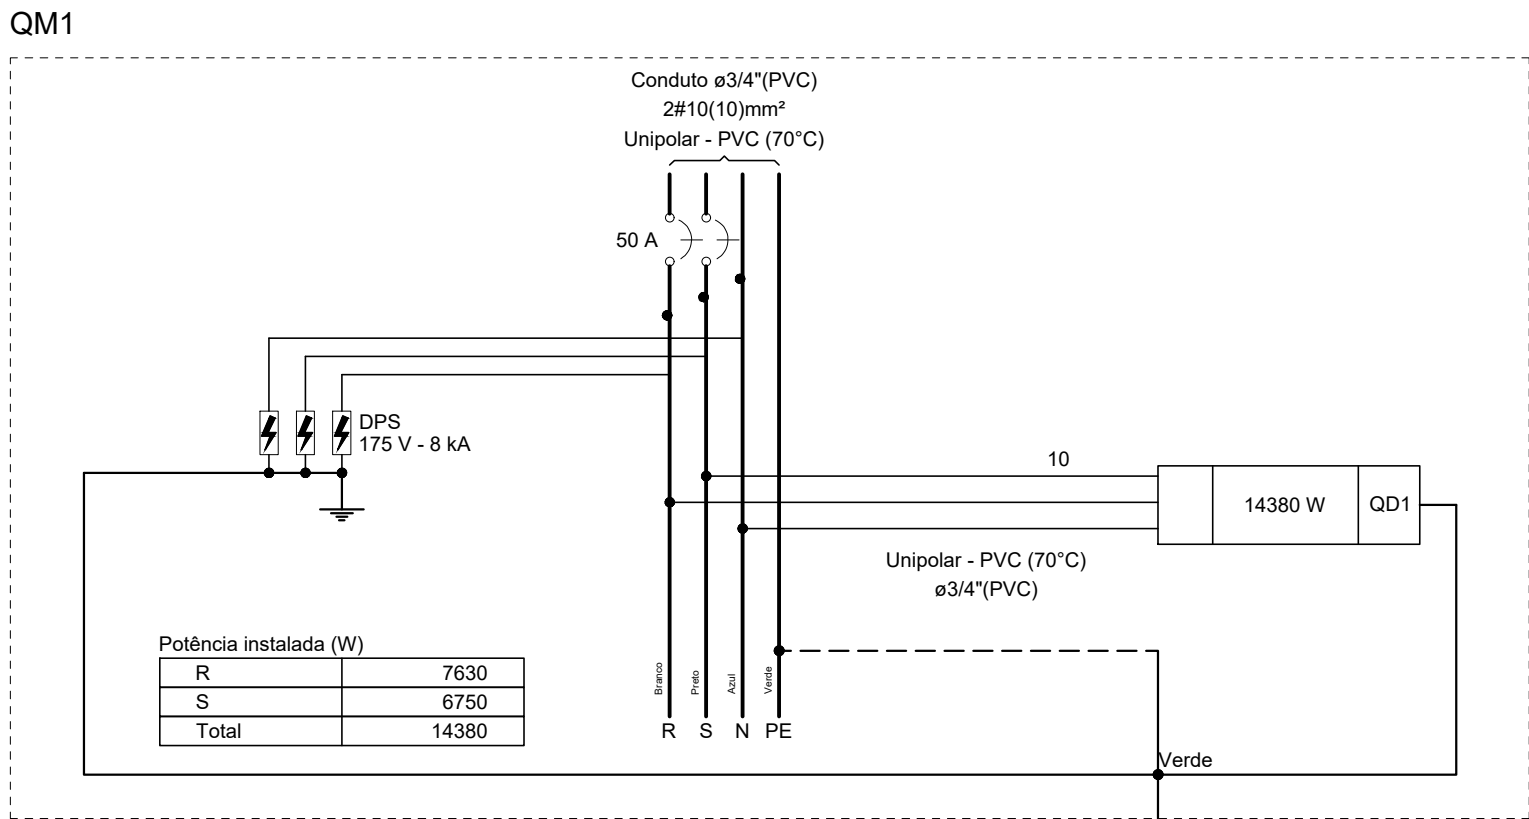 QM1
Conduto ø3/4"(PVC)
2#10(10)mm²
Unipolar - PVC (70°C)
50 A
DPS
175 V - 8 kA
10
14380 W
QD1
Unipolar - PVC (70°C)
ø3/4"(PVC)
Potência instalada (W)
R 7630
S 6750
Total 14380
Branco
Preto
Azul
Verde
R S N PE
Verde